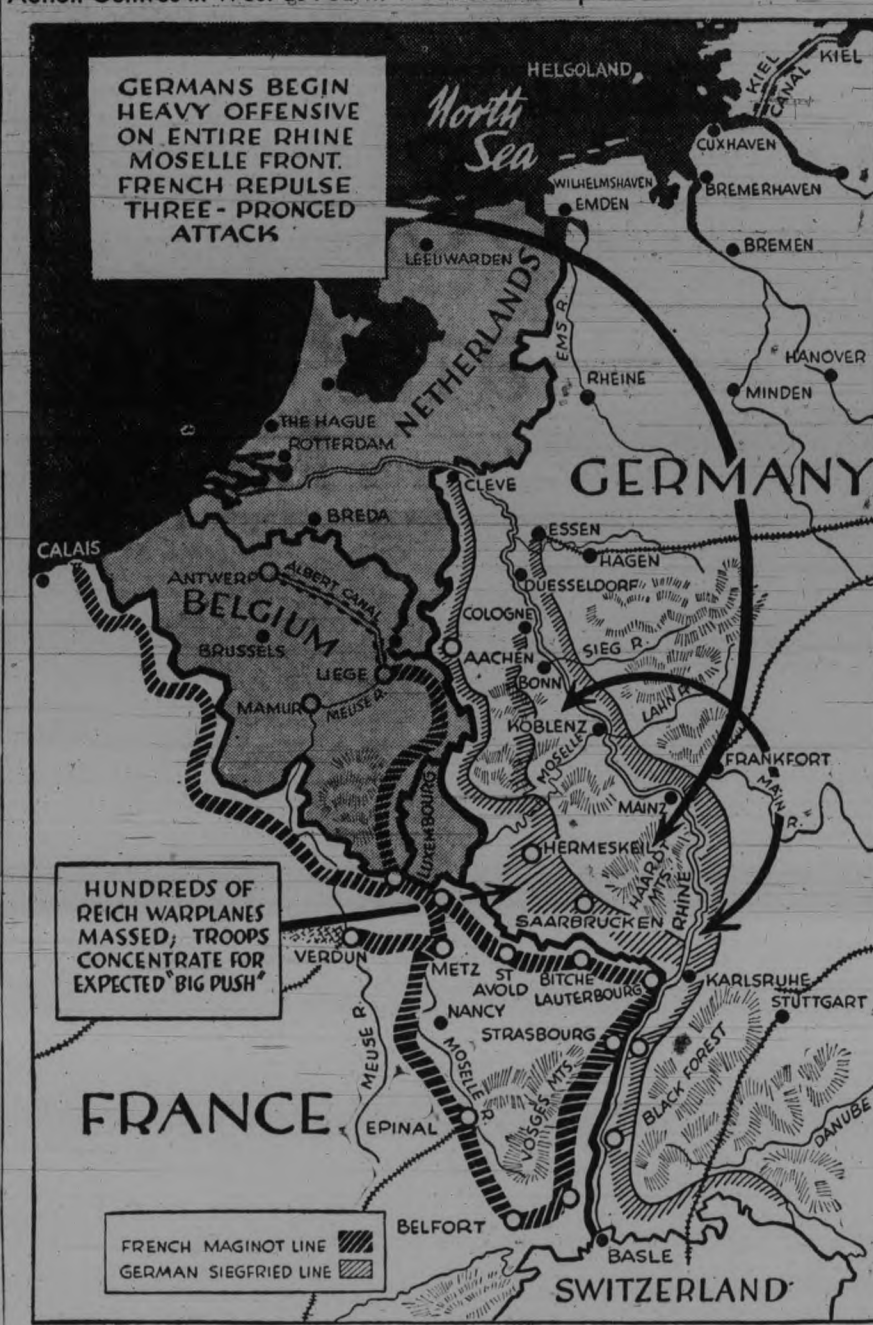 GERMANS BEGIN
HEAVY OFFENSIVE
ON ENTIRE RHINE
MOSELLE FRONT.
FRENCH REPULSE
THREE-PRONGED
ATTACK
HELGOLAND
KIEL
KIEL CANAL
North
Sea
CUXHAVEN
WILHELMSHAVEN
EMDEN
BREMERHAVEN
BREMEN
LEEUWARDEN
NETHERLANDS
EMS R.
HANOVER
RHEINE
MINDEN
THE HAGUE
ROTTERDAM
GERMANY
CLEVE
BREDA
ESSEN
HAGEN
CALAIS
ANTWERP
ALBERT CANAL
DUESSELDORF
BELGIUM
COLOGNE
SIEG R.
BRUSSELS
AACHEN
BONN
LIEGE
MAMUR
MEUSE R.
KOBLENZ
LAHN R.
MOSELLE
FRANKFORT
MAIN R.
MAINZ
LUXEMBOURG
HERMESKEIL
HAARDT
MTS.
RHINE
HUNDREDS OF
REICH WARPLANES
MASSED; TROOPS
CONCENTRATE FOR
EXPECTED "BIG PUSH"
SAARBRUCKEN
VERDUN
METZ
ST
AVOLD
BITCHE
LAUTERBOURG
KARLSRUHE
STUTTGART
NANCY
STRASBOURG
MEUSE R.
MOSELLE R.
VOSGES MTS.
BLACK FOREST
FRANCE
EPINAL
DANUBE
BELFORT
FRENCH MAGINOT LINE
GERMAN SIEGFRIED LINE
BASLE
SWITZERLAND